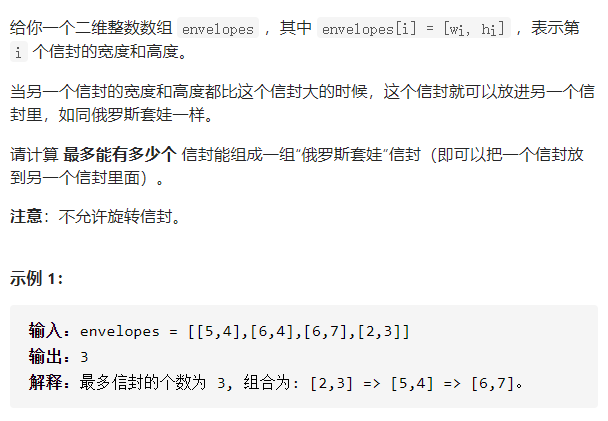 给你一个二维整数数组 envelopes ，其中 envelopes[i] = [wi, hi] ，表示第
i 个信封的宽度和高度。
当另一个信封的宽度和高度都比这个信封大的时候，这个信封就可以放进另一个信
封里，如同俄罗斯套娃一样。
请计算 最多能有多少个 信封能组成一组“俄罗斯套娃”信封（即可以把一个信封放
到另一个信封里面）。
注意：不允许旋转信封。
示例 1：
输入：envelopes = [[5,4],[6,4],[6,7],[2,3]]
输出：3
解释：最多信封的个数为 3, 组合为: [2,3] => [5,4] => [6,7]。